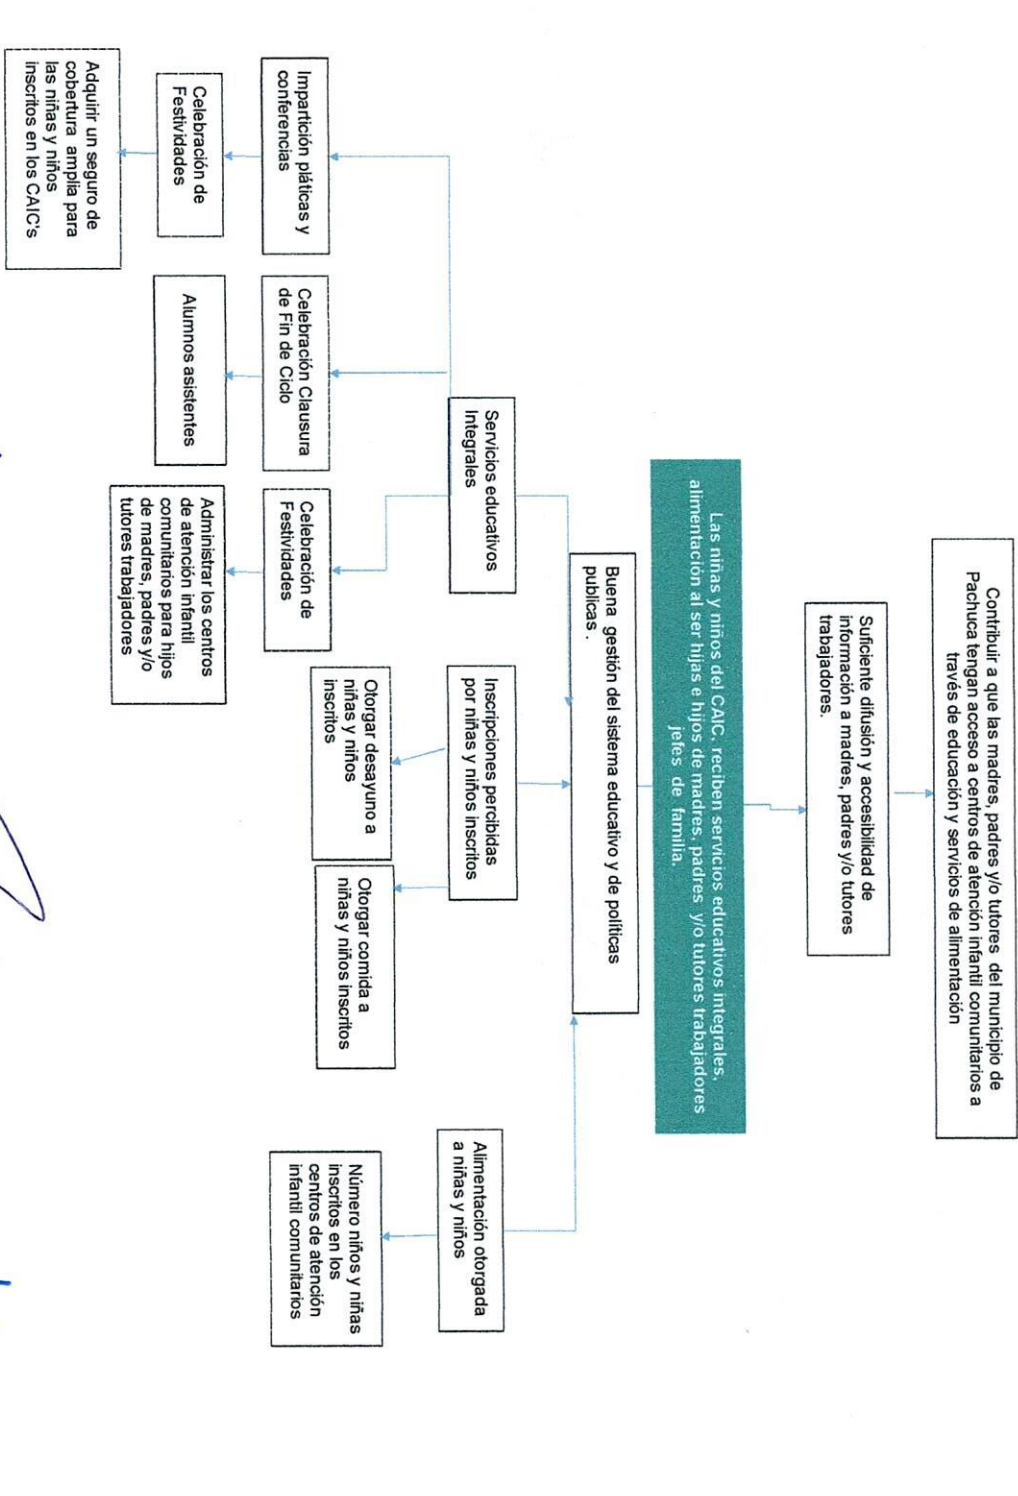 Contribuir a que las madres, padres y/o tutores del municipio de
Pachuca tengan acceso a centros de atención infantil comunitarios a
través de educación y servicios de alimentación
Suficiente difusión y accesibilidad de
información a madres, padres y/o tutores
trabajadores.
Las niñas y niños del CAIC, reciben servicios educativos integrales,
alimentación al ser hijas e hijos de madres, padres y/o tutores trabajadores
jefes de familia.
Buena gestión del sistema educativo y de políticas
publicas .
Servicios educativos
Integrales
Inscripciones percibidas
por niñas y niños inscritos
Alimentación otorgada
a niñas y niños
Impartición pláticas y
conferencias
Celebración Clausura
de Fin de Ciclo
Celebración de
Festividades
Otorgar desayuno a
niñas y niños
inscritos
Otorgar comida a
niñas y niños inscritos
Número niños y niñas
inscritos en los
centros de atención
infantil comunitarios
Celebración de
Festividades
Alumnos asistentes
Administrar los centros
de atención infantil
comunitarios para hijos
de madres, padres y/o
tutores trabajadores
Adquirir un seguro de
cobertura amplia para
las niñas y niños
inscritos en los CAIC's